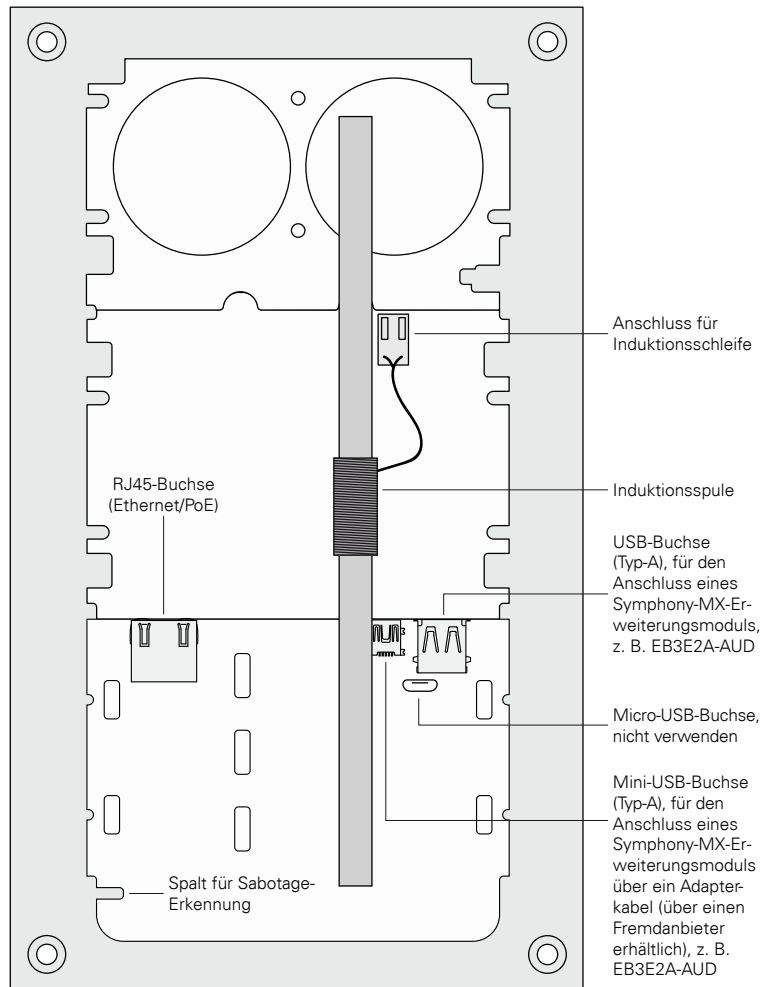 Anschluss für
Induktionsschleife
RJ45-Buchse
(Ethernet/PoE)
Induktionsspule
USB-Buchse
(Typ-A), für den
Anschluss eines
Symphony-MX-Er-
weiterungsmoduls,
z. B. EB3E2A-AUD
Micro-USB-Buchse,
nicht verwenden
Mini-USB-Buchse
(Typ-A), für den
Anschluss eines
Symphony-MX-Er-
weiterungsmoduls
über ein Adapter-
kabel (über einen
Fremdanbieter
erhältlich), z. B.
EB3E2A-AUD
Spalt für Sabotage-
Erkennung